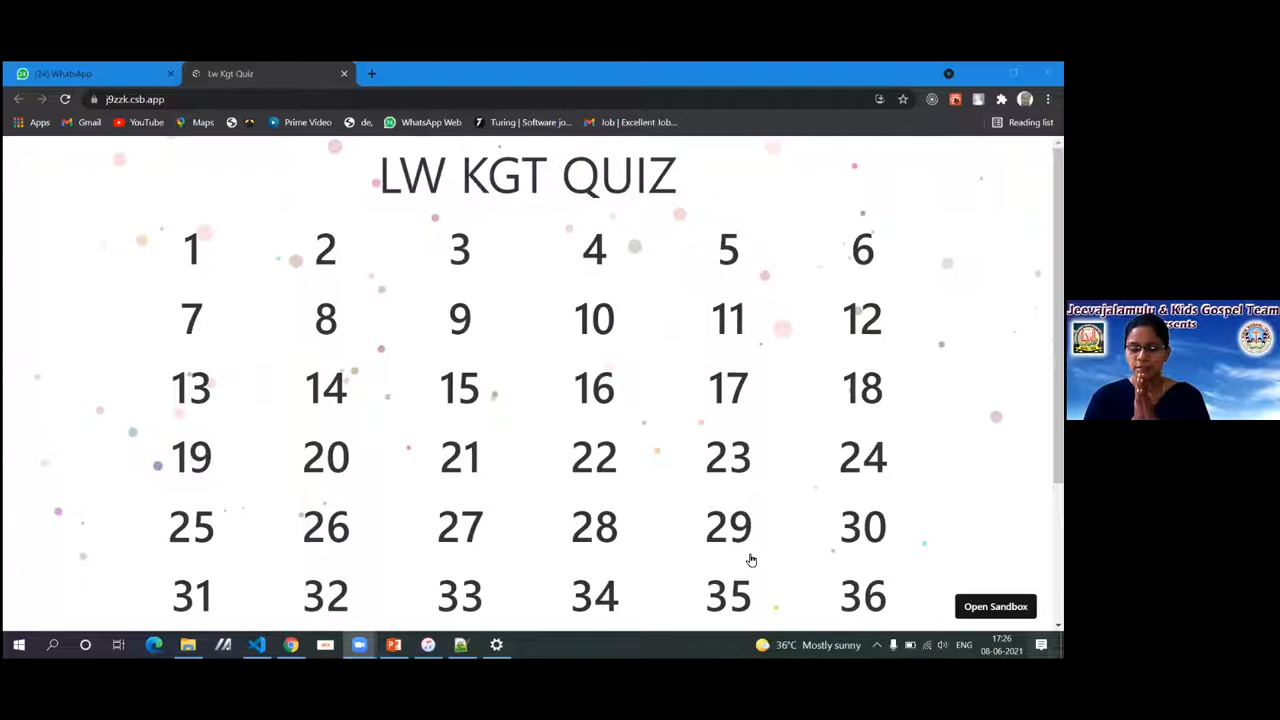 (24) WhatsApp
Lw Kgt Quiz
j9zzk.csb.app
Apps
Gmail
YouTube
Maps
Prime Video
de,
WhatsApp Web
Turing | Software jo...
Job | Excellent Job...
Reading list
LW KGT QUIZ
1 2 3 4 5 6
7 8 9 10 11 12
13 14 15 16 17 18
19 20 21 22 23 24
25 26 27 28 29 30
31 32 33 34 35 36
Open Sandbox
Jeevajalamulu & Kids Gospel Team
36°C Mostly sunny
ENG
17:26
08-06-2021